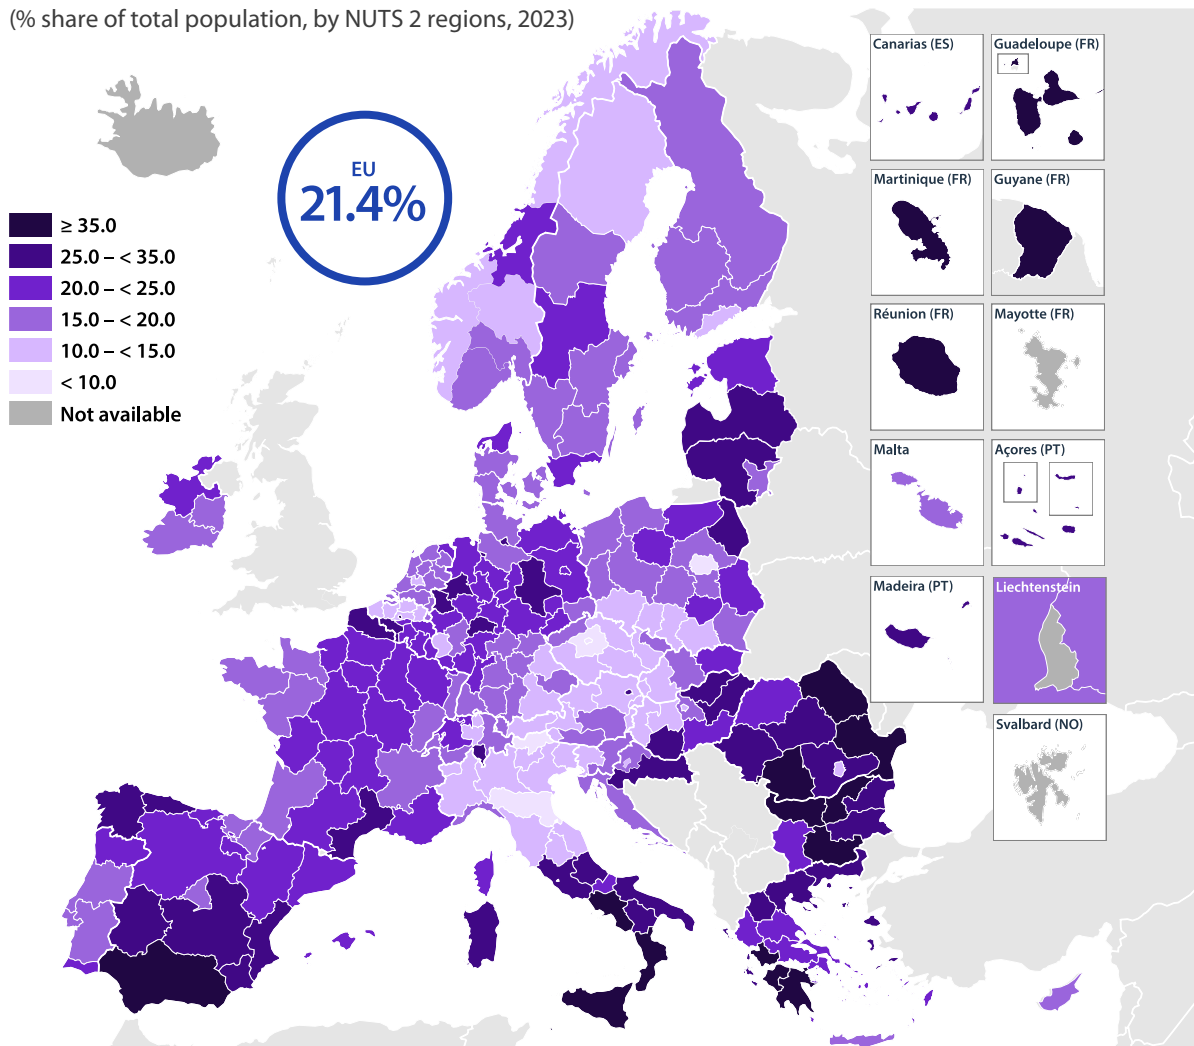 (% share of total population, by NUTS 2 regions, 2023)
EU
21.4%
≥ 35.0
25.0 – < 35.0
20.0 – < 25.0
15.0 – < 20.0
10.0 – < 15.0
< 10.0
Not available
Canarias (ES)
Guadeloupe (FR)
Martinique (FR)
Guyane (FR)
Réunion (FR)
Mayotte (FR)
Malta
Açores (PT)
Madeira (PT)
Liechtenstein
Svalbard (NO)